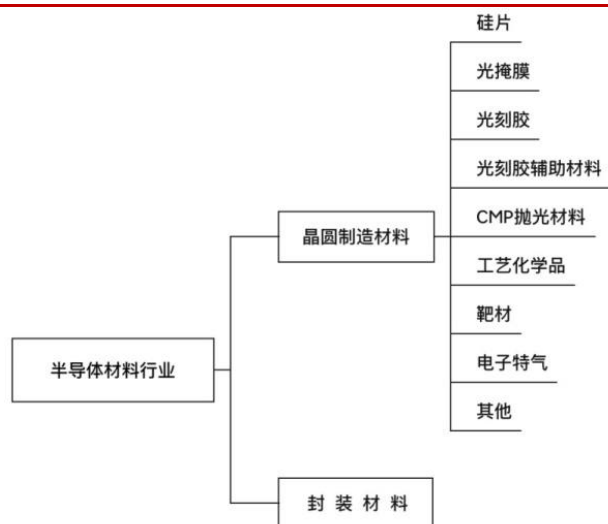 硅片
光掩膜
光刻胶
光刻胶辅助材料
晶圆制造材料
CMP抛光材料
工艺化学品
靶材
半导体材料行业
电子特气
其他
封 装 材 料